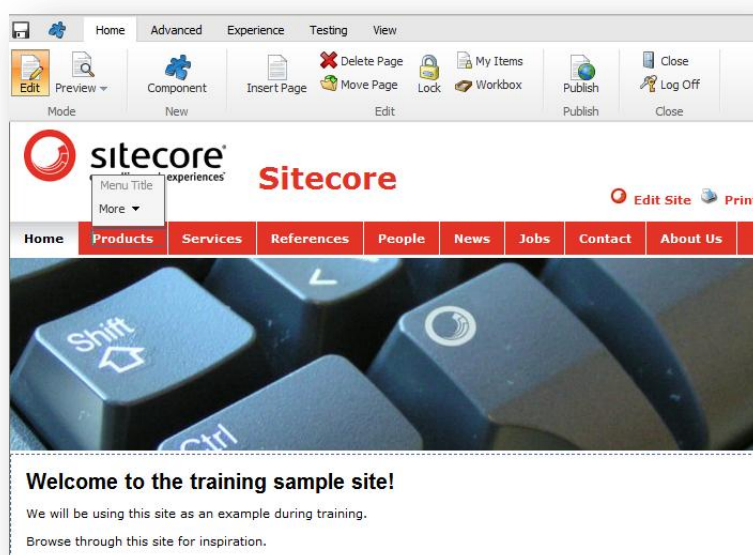 Home Advanced Experience Testing View
Edit Preview Component Insert Page Delete Page Move Page Lock My Items Workbox Publish Close Log Off
Mode New Edit Publish Close
sitecore
experiences
Sitecore
Menu Title
More
Edit Site
Home Products Services References People News Jobs Contact About Us
Shift
Ctrl
Welcome to the training sample site!
We will be using this site as an example during training.
Browse through this site for inspiration.